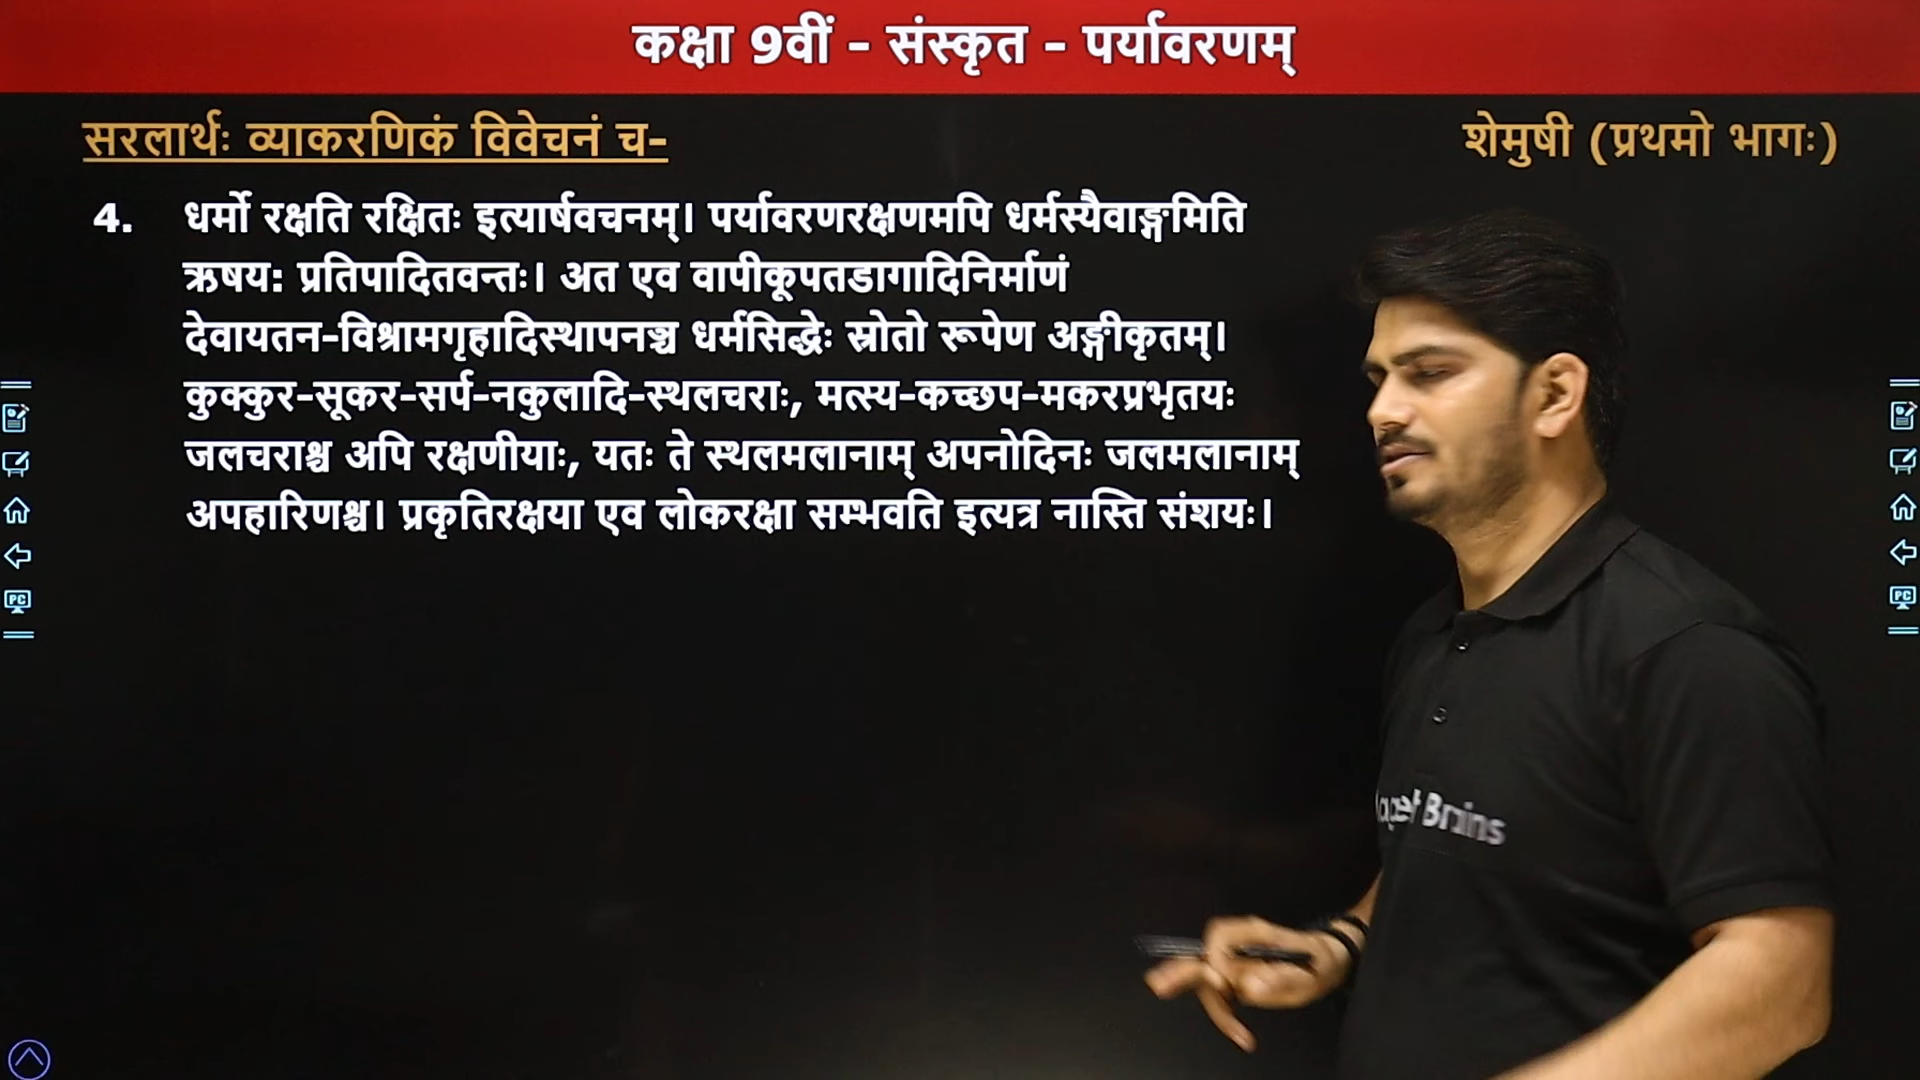 कक्षा 9वीं - संस्कृत - पर्यावरणम्
सरलार्थः व्याकरणिकं विवेचनं च-
शेमुषी (प्रथमो भागः)
4. धर्मो रक्षति रक्षितः इत्यार्षवचनम्। पर्यावरणरक्षणमपि धर्मस्यैवाङ्गमिति
ऋषय: प्रतिपादितवन्तः। अत एव वापीकूपतडागादिनिर्माणं
देवायतन-विश्रामगृहादिस्थापनञ्च धर्मसिद्धेः स्रोतो रूपेण अङ्गीकृतम्।
कुक्कुर-सूकर-सर्प-नकुलादि-स्थलचराः, मत्स्य-कच्छप-मकरप्रभृतयः
जलचराश्च अपि रक्षणीयाः, यतः ते स्थलमलानाम् अपनोदिनः जलमलानाम्
अपहारिणश्च। प्रकृतिरक्षया एव लोकरक्षा सम्भवति इत्यत्र नास्ति संशयः।
PC
PC
Brains